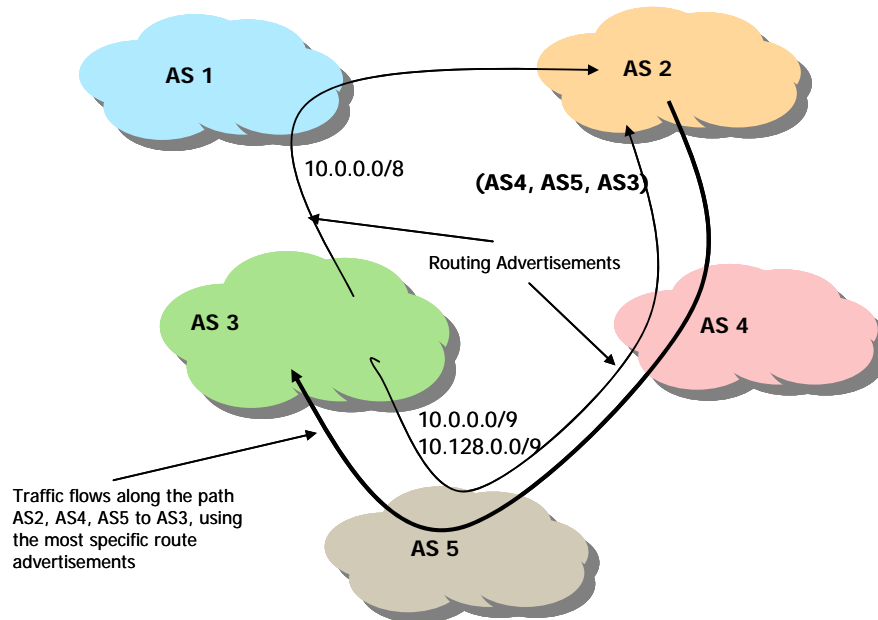 AS 1
AS 2
10.0.0.0/8
(AS4, AS5, AS3)
Routing Advertisements
AS 3
AS 4
10.0.0.0/9
10.128.0.0/9
Traffic flows along the path
AS2, AS4, AS5 to AS3, using
the most specific route
advertisements
AS 5